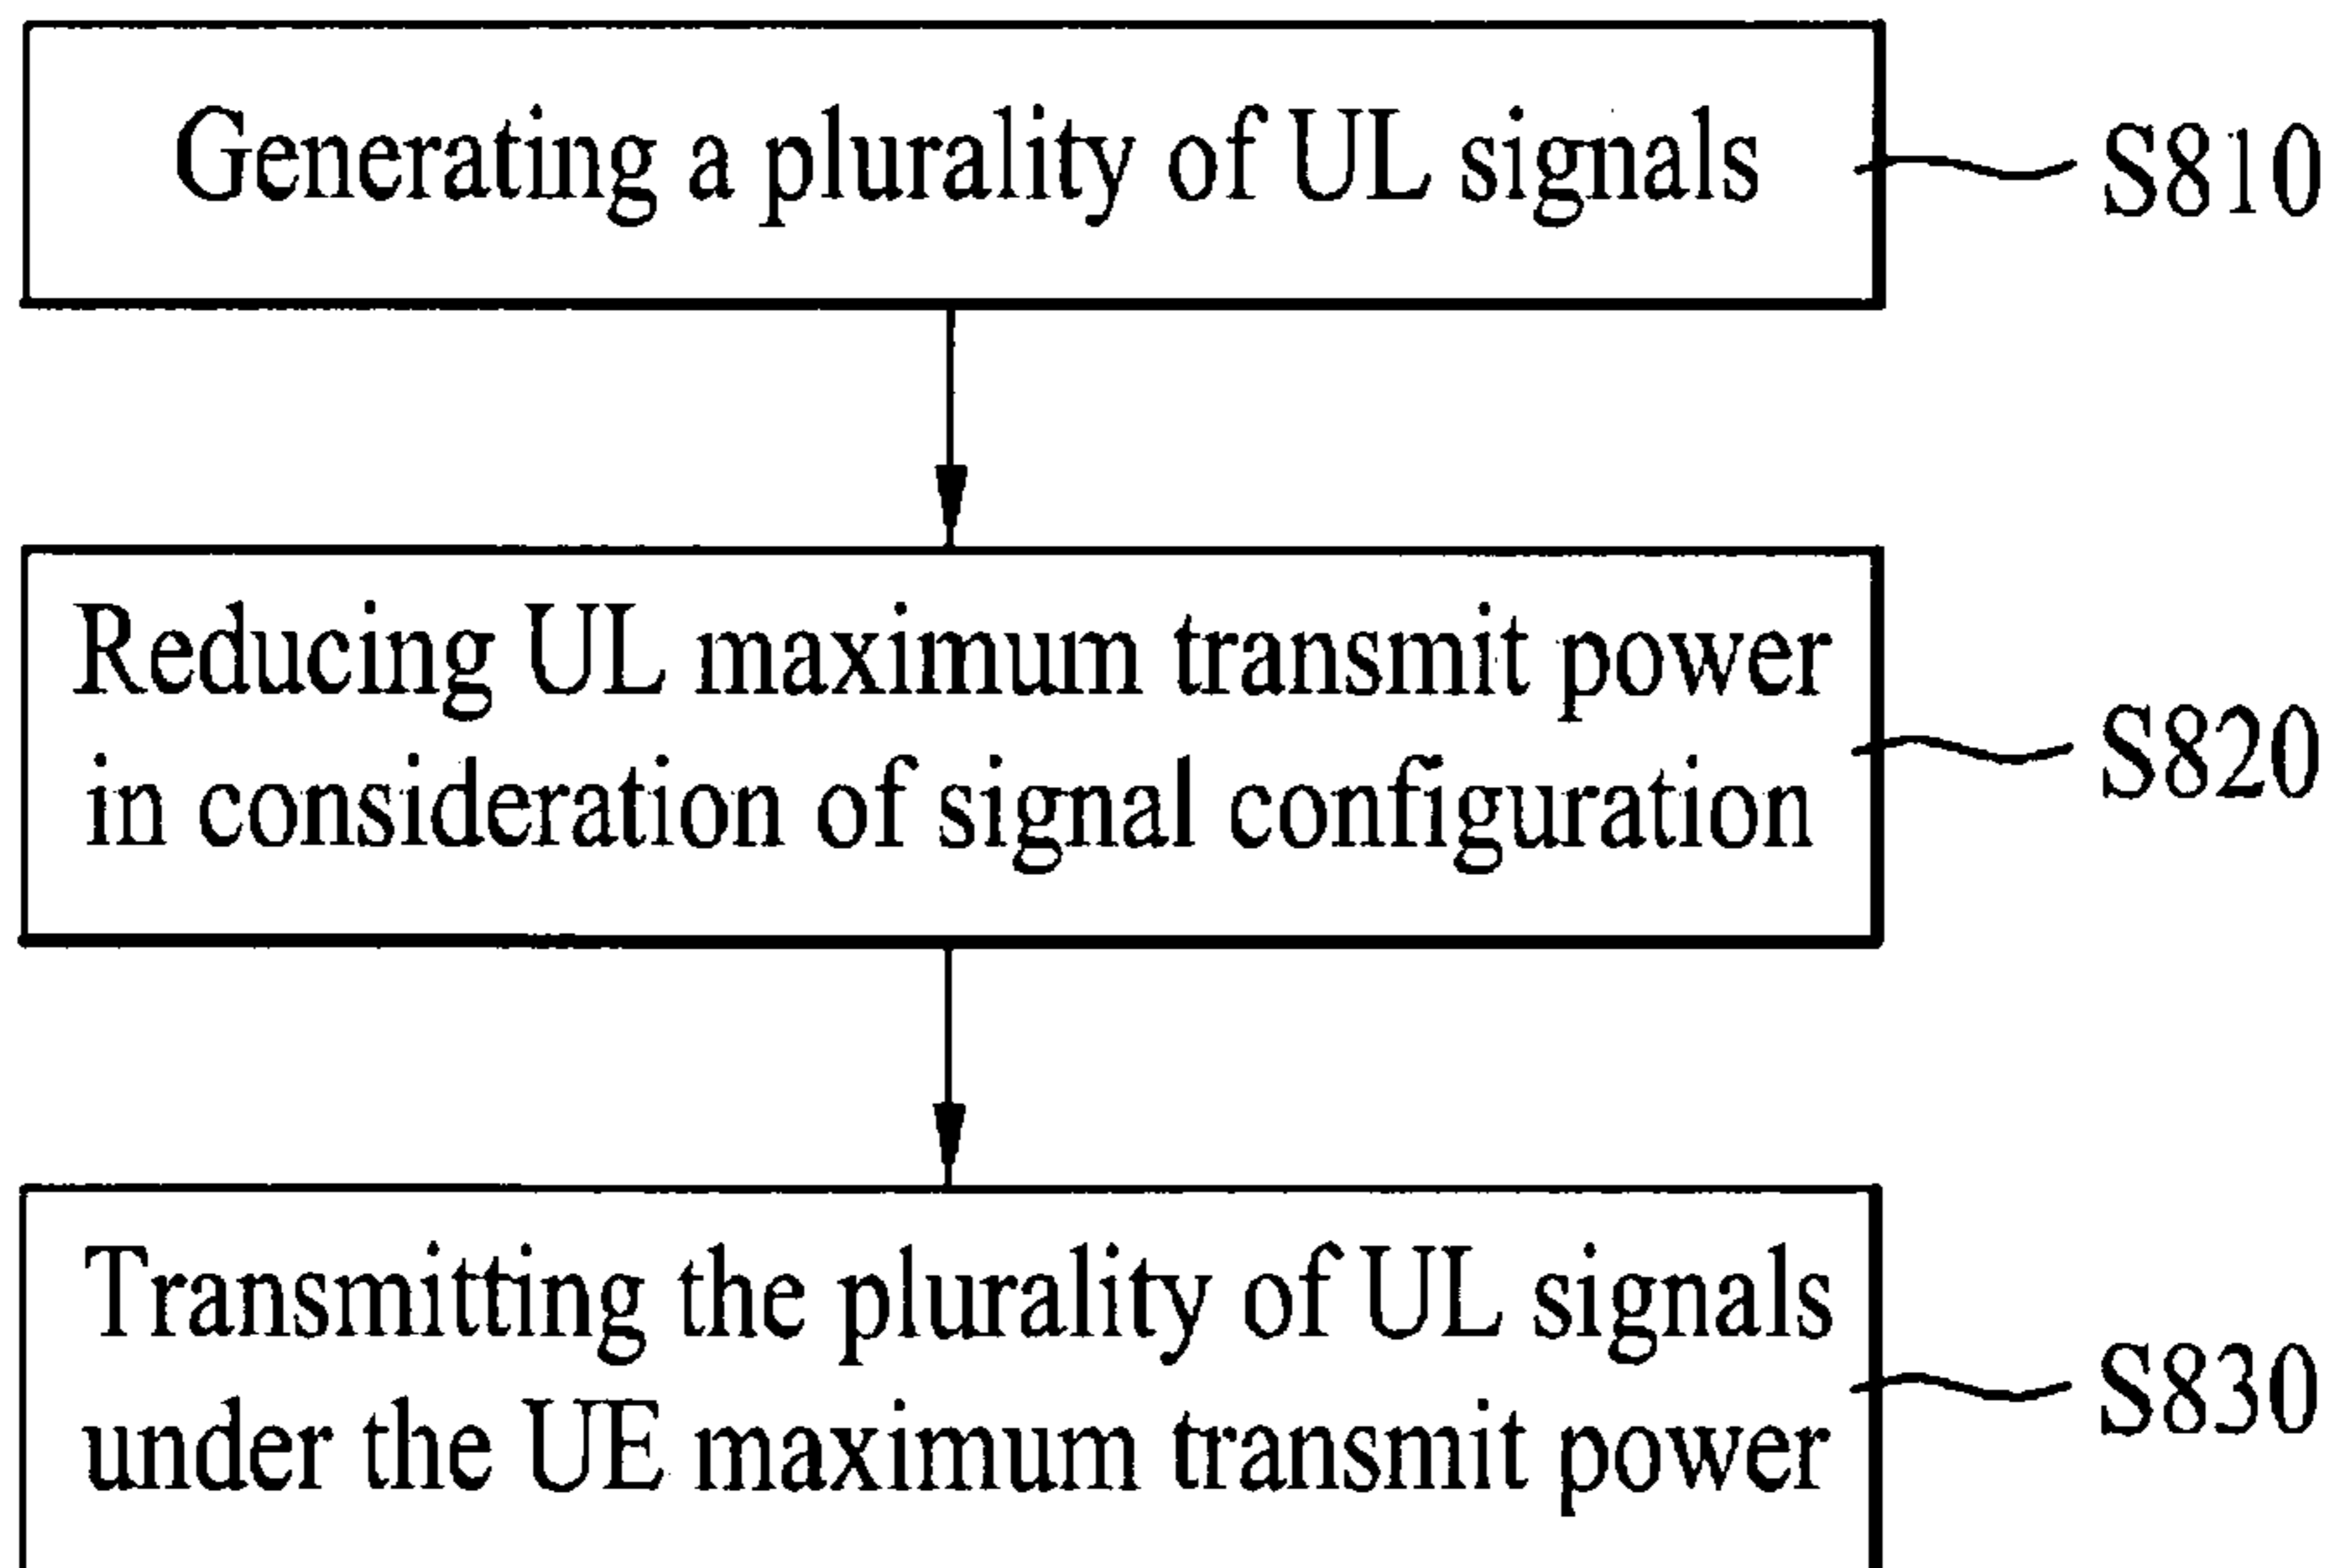 Generating a plurality of UL signals
S810
Reducing UL maximum transmit power
in consideration of signal configuration
S820
Transmitting the plurality of UL signals
under the UE maximum transmit power
S830